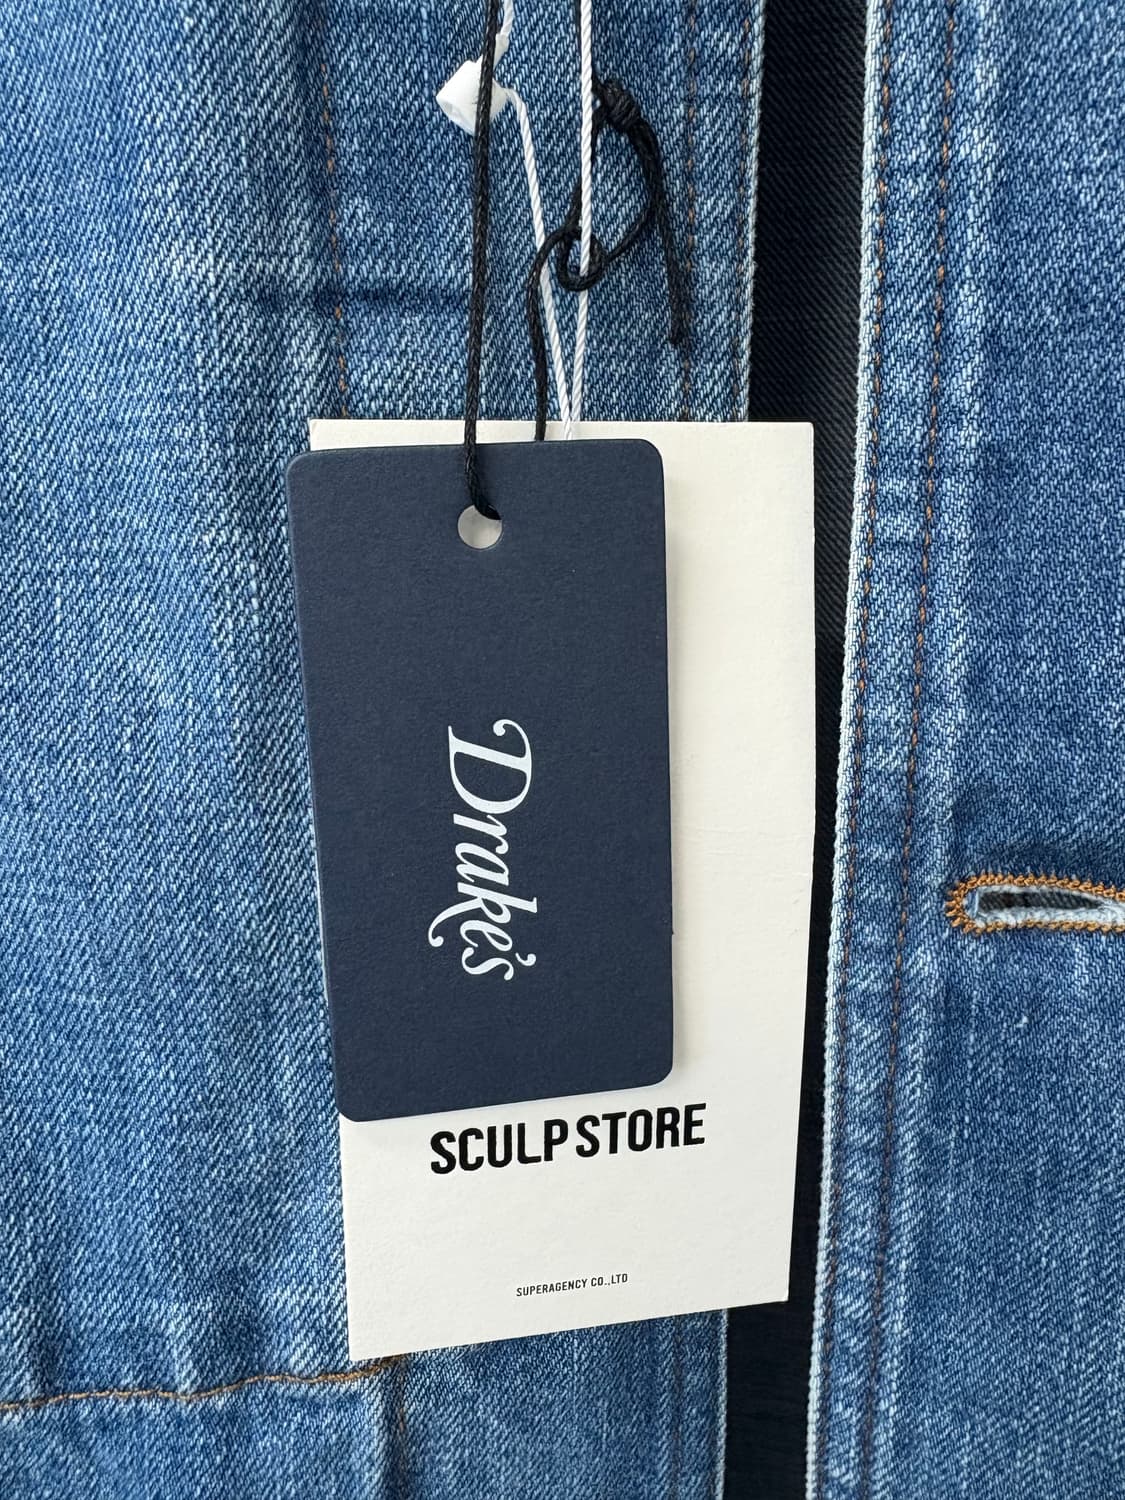 Drake's
SCULP STORE
SUPERAGENCY CO.,LTD